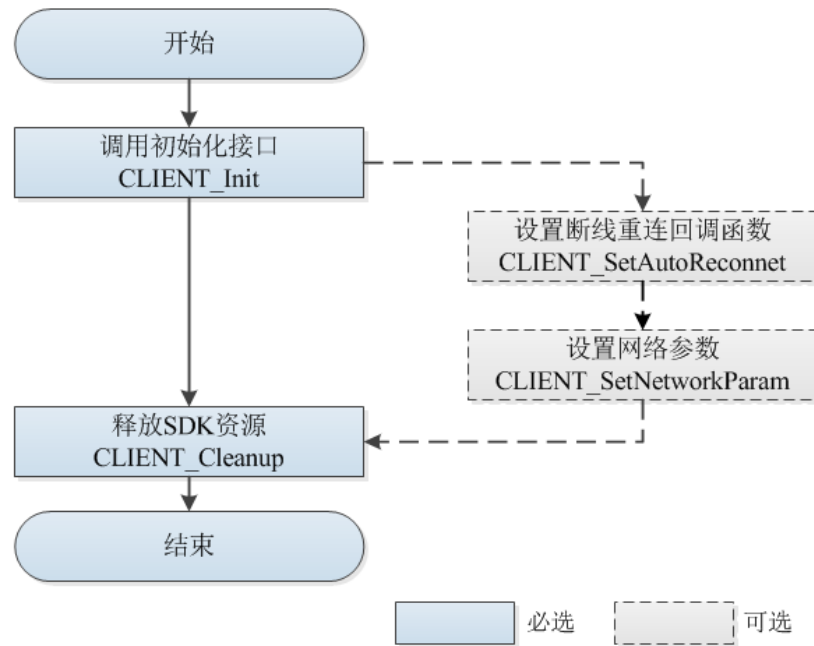 开始
调用初始化接口
CLIENT_Init
设置断线重连回调函数
CLIENT_SetAutoReconnet
设置网络参数
CLIENT_SetNetworkParam
释放SDK资源
CLIENT_Cleanup
结束
必选
可选